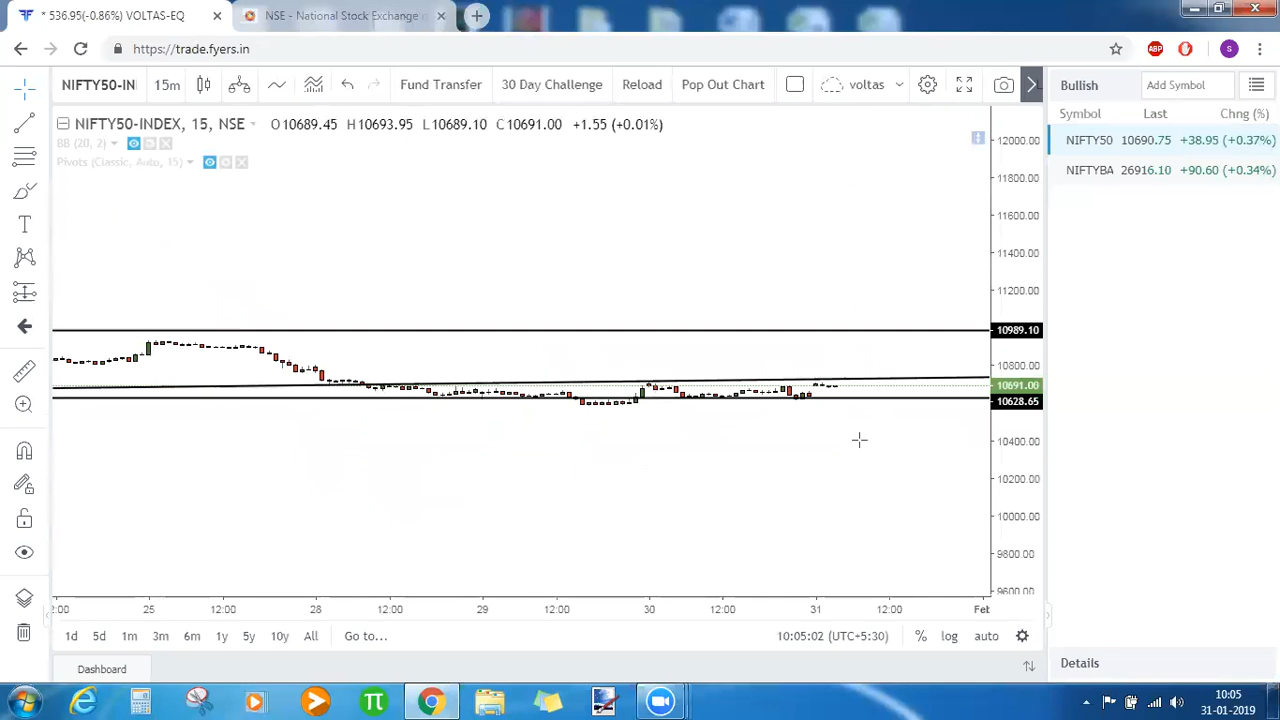 * 536.95(-0.86%) VOLTAS-EQ
NSE - National Stock Exchange o
https://trade.fyers.in
ABP
S
NIFTY50-IN
15m
Fund Transfer
30 Day Challenge
Reload
Pop Out Chart
voltas
Bullish
Add Symbol
Symbol Last Chng (%)
NIFTY50 10690.75 +38.95 (+0.37%)
NIFTYBA 26916.10 +90.60 (+0.34%)
NIFTY50-INDEX, 15, NSE O10689.45 H10693.95 L10689.10 C10691.00 +1.55 (+0.01%)
BB (20, 2)
Pivots (Classic, Auto, 15)
12000.00
11800.00
11600.00
11400.00
11200.00
10989.10
10800.00
10691.00
10628.65
10400.00
10200.00
10000.00
9800.00
9600.00
2:00 25 12:00 28 12:00 29 12:00 30 12:00 31 12:00 Fet
1d 5d 1m 3m 6m 1y 5y 10y All Go to... 10:05:02 (UTC+5:30) % log auto
Dashboard
Details
10:05
31-01-2019